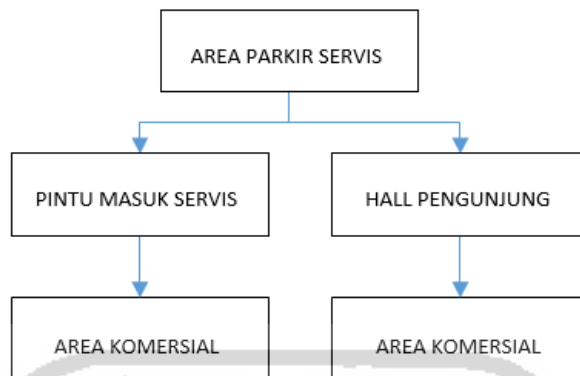 AREA PARKIR SERVIS
PINTU MASUK SERVIS
HALL PENGUNJUNG
AREA KOMERSIAL
AREA KOMERSIAL